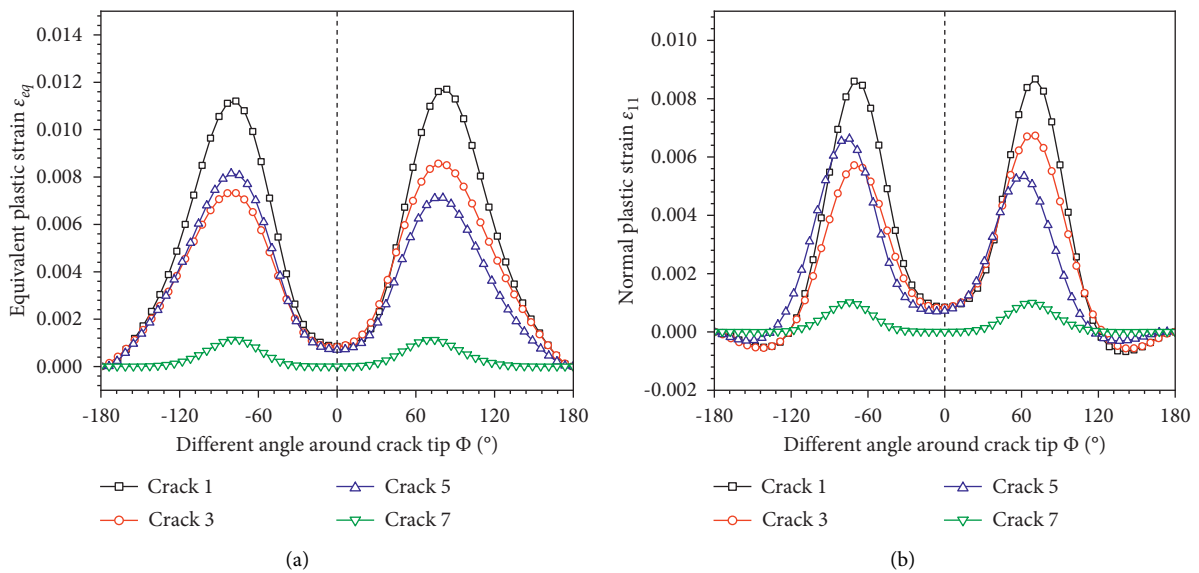 Equivalent plastic strain ε_eq
0.014
0.012
0.010
0.008
0.006
0.004
0.002
0.000
-180 -120 -60 0 60 120 180
Different angle around crack tip Φ (°)
Crack 1
Crack 3
Crack 5
Crack 7
(a)
Normal plastic strain ε_11
0.010
0.008
0.006
0.004
0.002
0.000
-0.002
-180 -120 -60 0 60 120 180
Different angle around crack tip Φ (°)
Crack 1
Crack 3
Crack 5
Crack 7
(b)